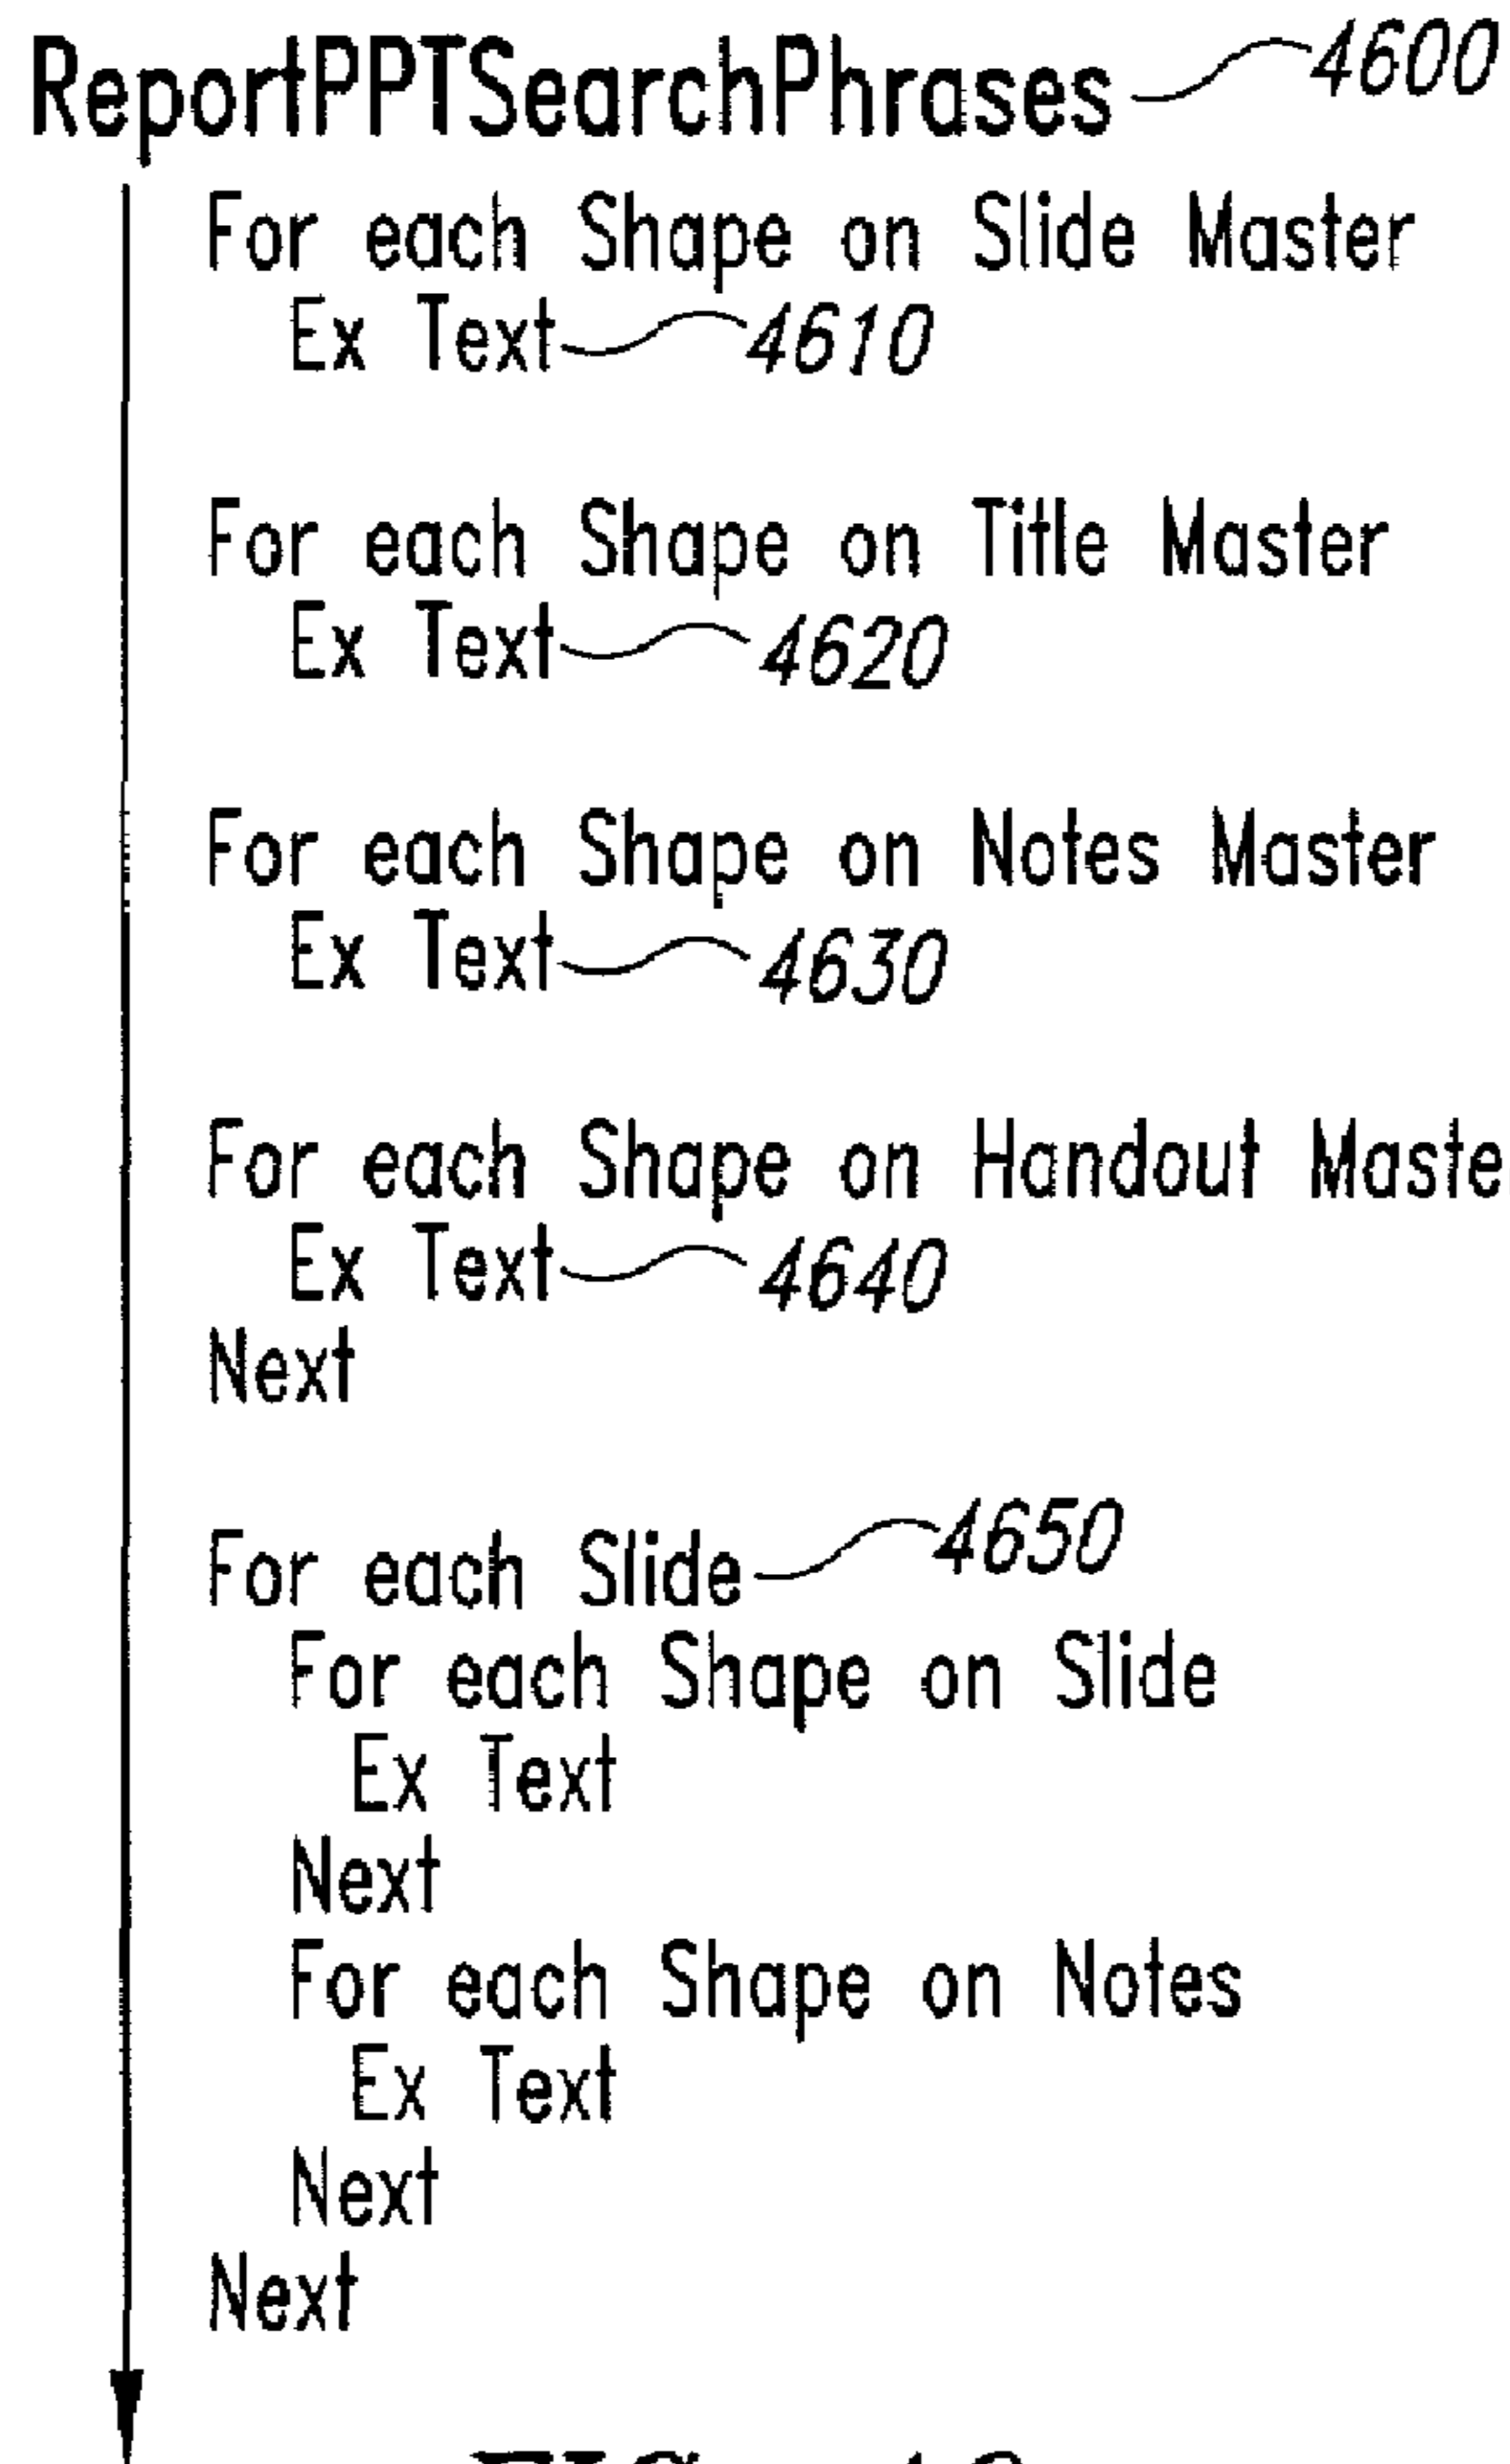 ReportPPTSearchPhrases 4600
For each Shape on Slide Master
Ex Text 4610
For each Shape on Title Master
Ex Text 4620
For each Shape on Notes Master
Ex Text 4630
For each Shape on Handout Maste
Ex Text 4640
Next
For each Slide 4650
For each Shape on Slide
Ex Text
Next
For each Shape on Notes
Ex Text
Next
Next